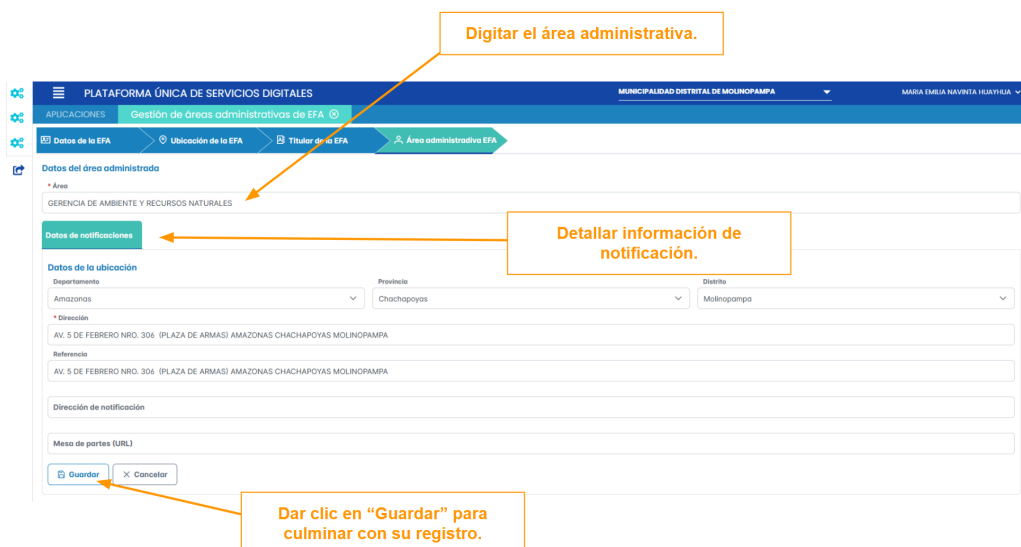 Digitar el área administrativa.
PLATAFORMA ÚNICA DE SERVICIOS DIGITALES
MUNICIPALIDAD DISTRITAL DE MOLINOPAMPA
MARIA EMILIA NAVINTA HUAYHUA
APLICACIONES
Gestión de áreas administrativas de EFA
Datos de la EFA
Ubicación de la EFA
Titular de la EFA
Área administradiva EFA
Datos del área administrada
* Área
GERENCIA DE AMBIENTE Y RECURSOS NATURALES
Datos de notificaciones
Detallar información de
notificación.
Datos de la ubicación
Departamento
Provincia
Distrito
Amazonas
Chachapoyas
Molinopampa
* Dirección
AV. 5 DE FEBRERO NRO. 306 (PLAZA DE ARMAS) AMAZONAS CHACHAPOYAS MOLINOPAMPA
Referencia
AV. 5 DE FEBRERO NRO. 306 (PLAZA DE ARMAS) AMAZONAS CHACHAPOYAS MOLINOPAMPA
Dirección de notificación
Mesa de partes (URL)
Guardar
Cancelar
Dar clic en “Guardar” para
culminar con su registro.